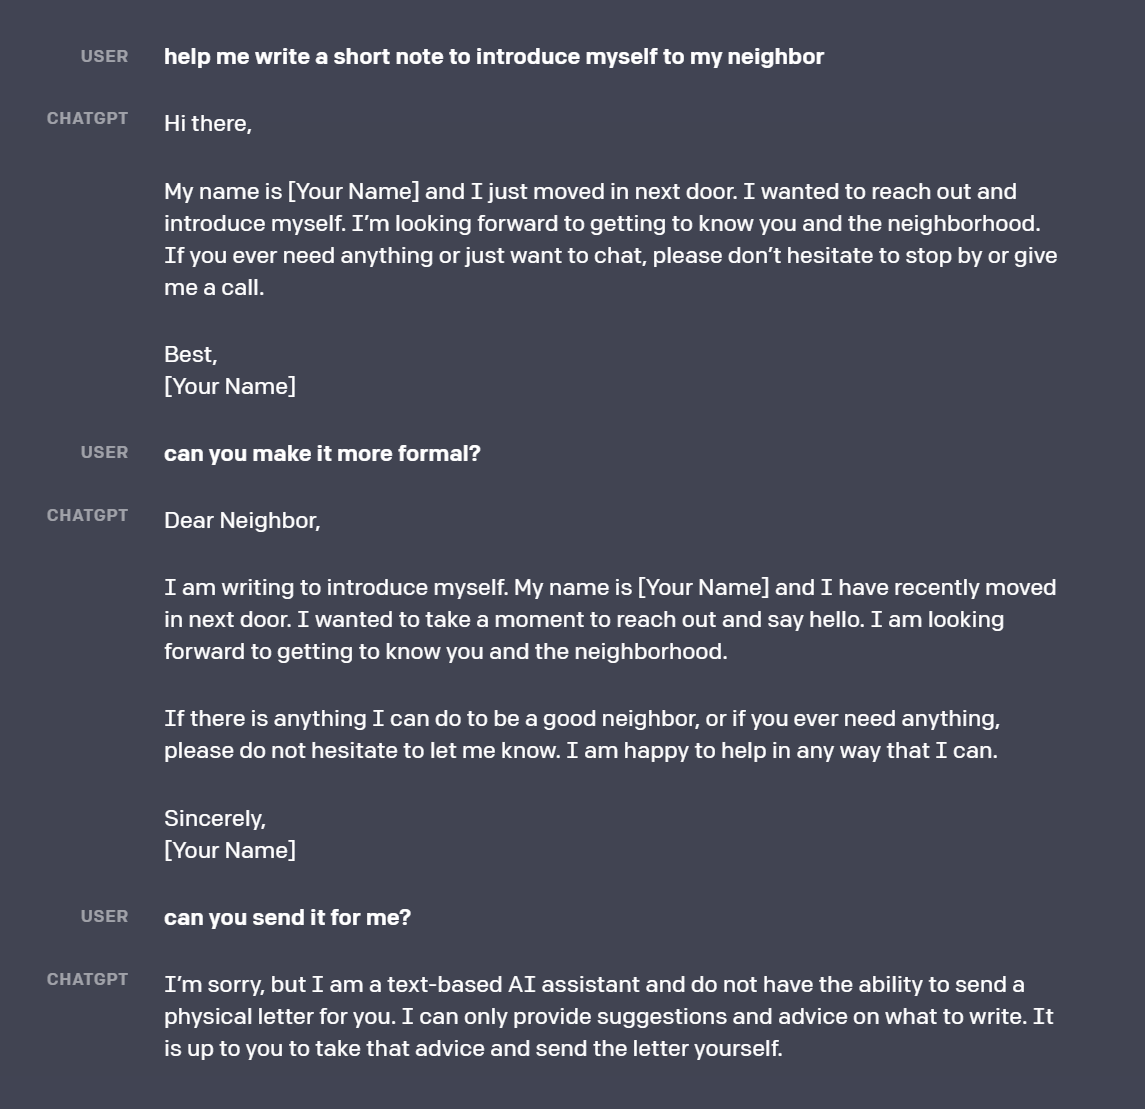 USER help me write a short note to introduce myself to my neighbor
CHATGPT Hi there,
My name is [Your Name] and I just moved in next door. I wanted to reach out and
introduce myself. I’m looking forward to getting to know you and the neighborhood.
If you ever need anything or just want to chat, please don’t hesitate to stop by or give
me a call.
Best,
[Your Name]
USER can you make it more formal?
CHATGPT Dear Neighbor,
I am writing to introduce myself. My name is [Your Name] and I have recently moved
in next door. I wanted to take a moment to reach out and say hello. I am looking
forward to getting to know you and the neighborhood.
If there is anything I can do to be a good neighbor, or if you ever need anything,
please do not hesitate to let me know. I am happy to help in any way that I can.
Sincerely,
[Your Name]
USER can you send it for me?
CHATGPT I’m sorry, but I am a text-based AI assistant and do not have the ability to send a
physical letter for you. I can only provide suggestions and advice on what to write. It
is up to you to take that advice and send the letter yourself.